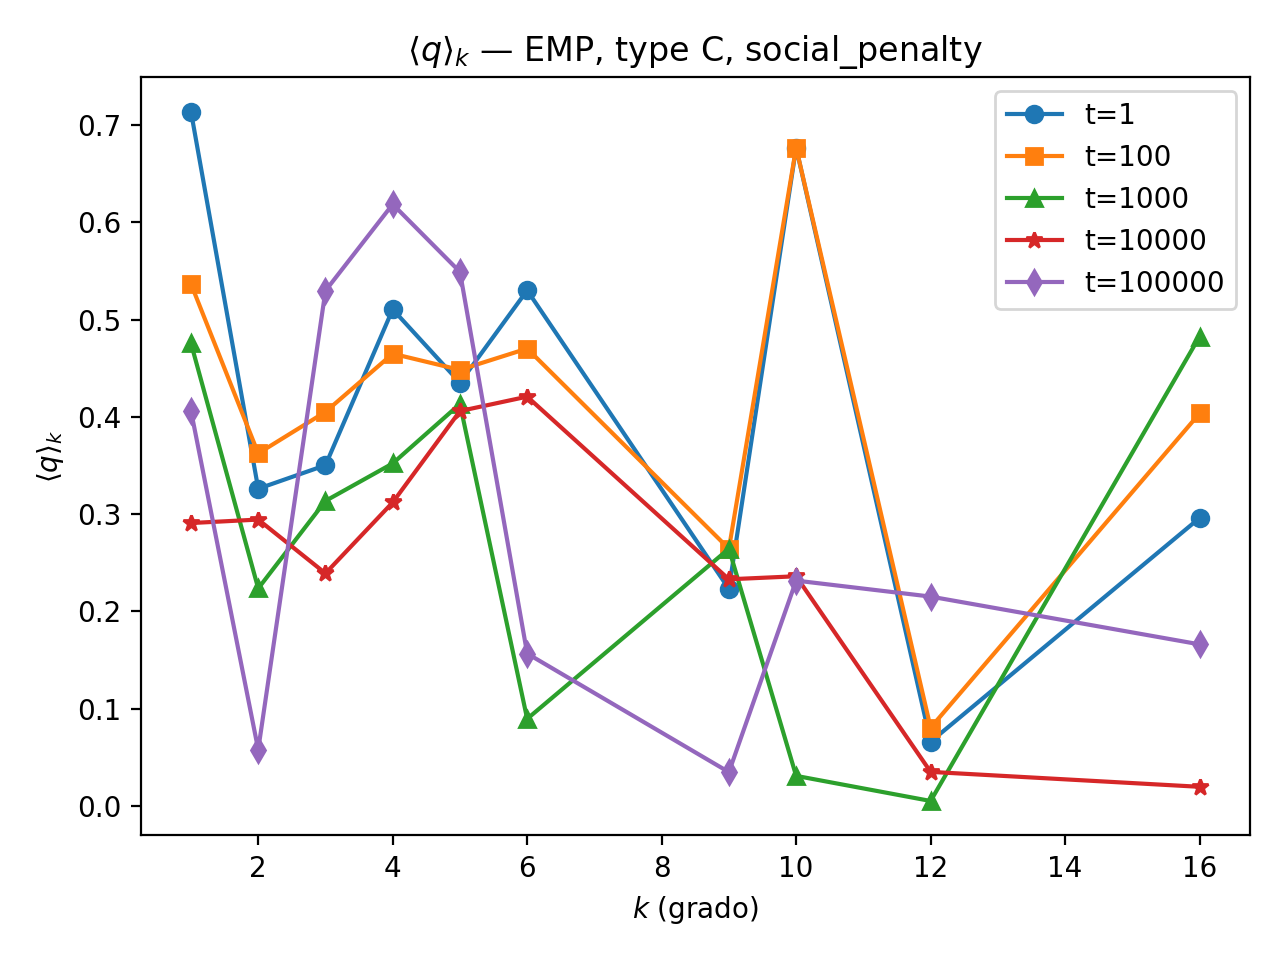 ⟨q⟩k — EMP, type C, social_penalty
t=1
t=100
t=1000
t=10000
t=100000
0.7
0.6
0.5
0.4
0.3
0.2
0.1
0.0
⟨q⟩k
2 4 6 8 10 12 14 16
k (grado)